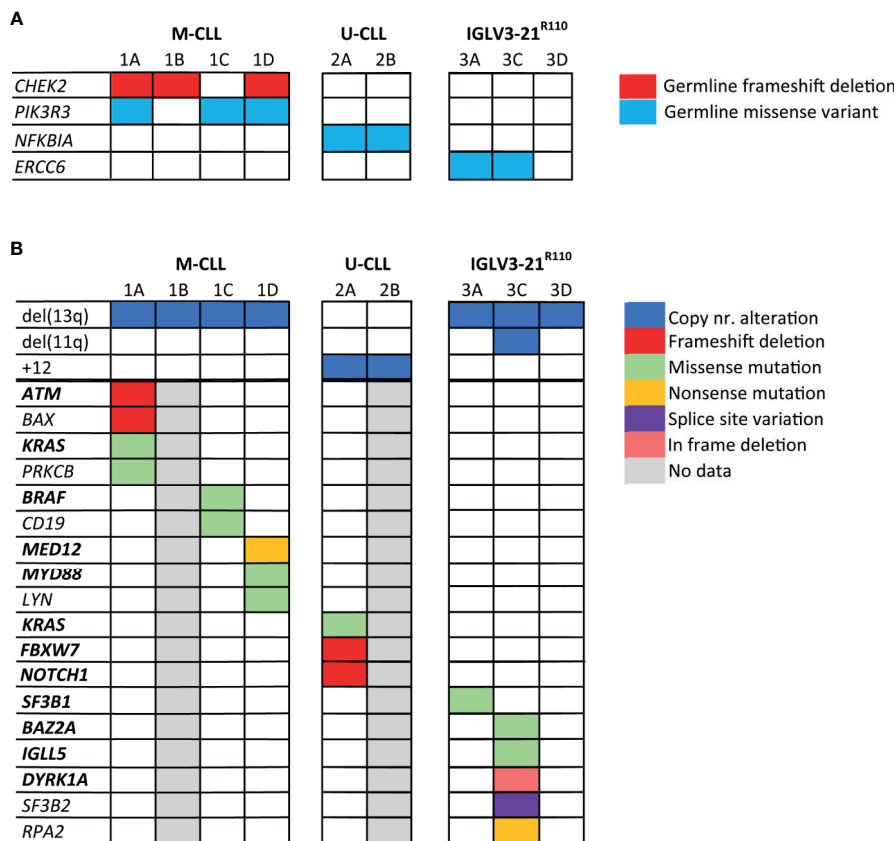 A
M-CLL U-CLL IGLV3-21R110
1A 1B 1C 1D 2A 2B 3A 3C 3D
CHEK2 Germline frameshift deletion
PIK3R3 Germline missense variant
NFKBIA
ERCC6
B
M-CLL U-CLL IGLV3-21R110
1A 1B 1C 1D 2A 2B 3A 3C 3D
del(13q) Copy nr. alteration
del(11q) Frameshift deletion
+12 Missense mutation
ATM Nonsense mutation
BAX Splice site variation
KRAS In frame deletion
PRKCB No data
BRAF
CD19
MED12
MYD88
LYN
KRAS
FBXW7
NOTCH1
SF3B1
BAZ2A
IGLL5
DYRK1A
SF3B2
RPA2